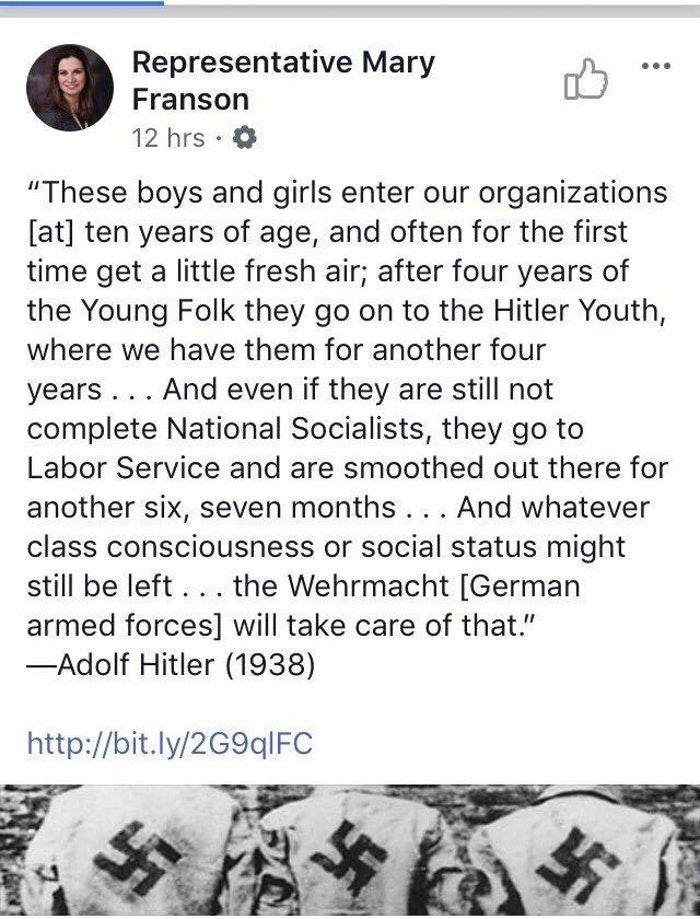 Representative Mary
Franson
12 hrs ·
“These boys and girls enter our organizations
[at] ten years of age, and often for the first
time get a little fresh air; after four years of
the Young Folk they go on to the Hitler Youth,
where we have them for another four
years . . . And even if they are still not
complete National Socialists, they go to
Labor Service and are smoothed out there for
another six, seven months . . . And whatever
class consciousness or social status might
still be left . . . the Wehrmacht [German
armed forces] will take care of that.”
—Adolf Hitler (1938)
http://bit.ly/2G9qlFC